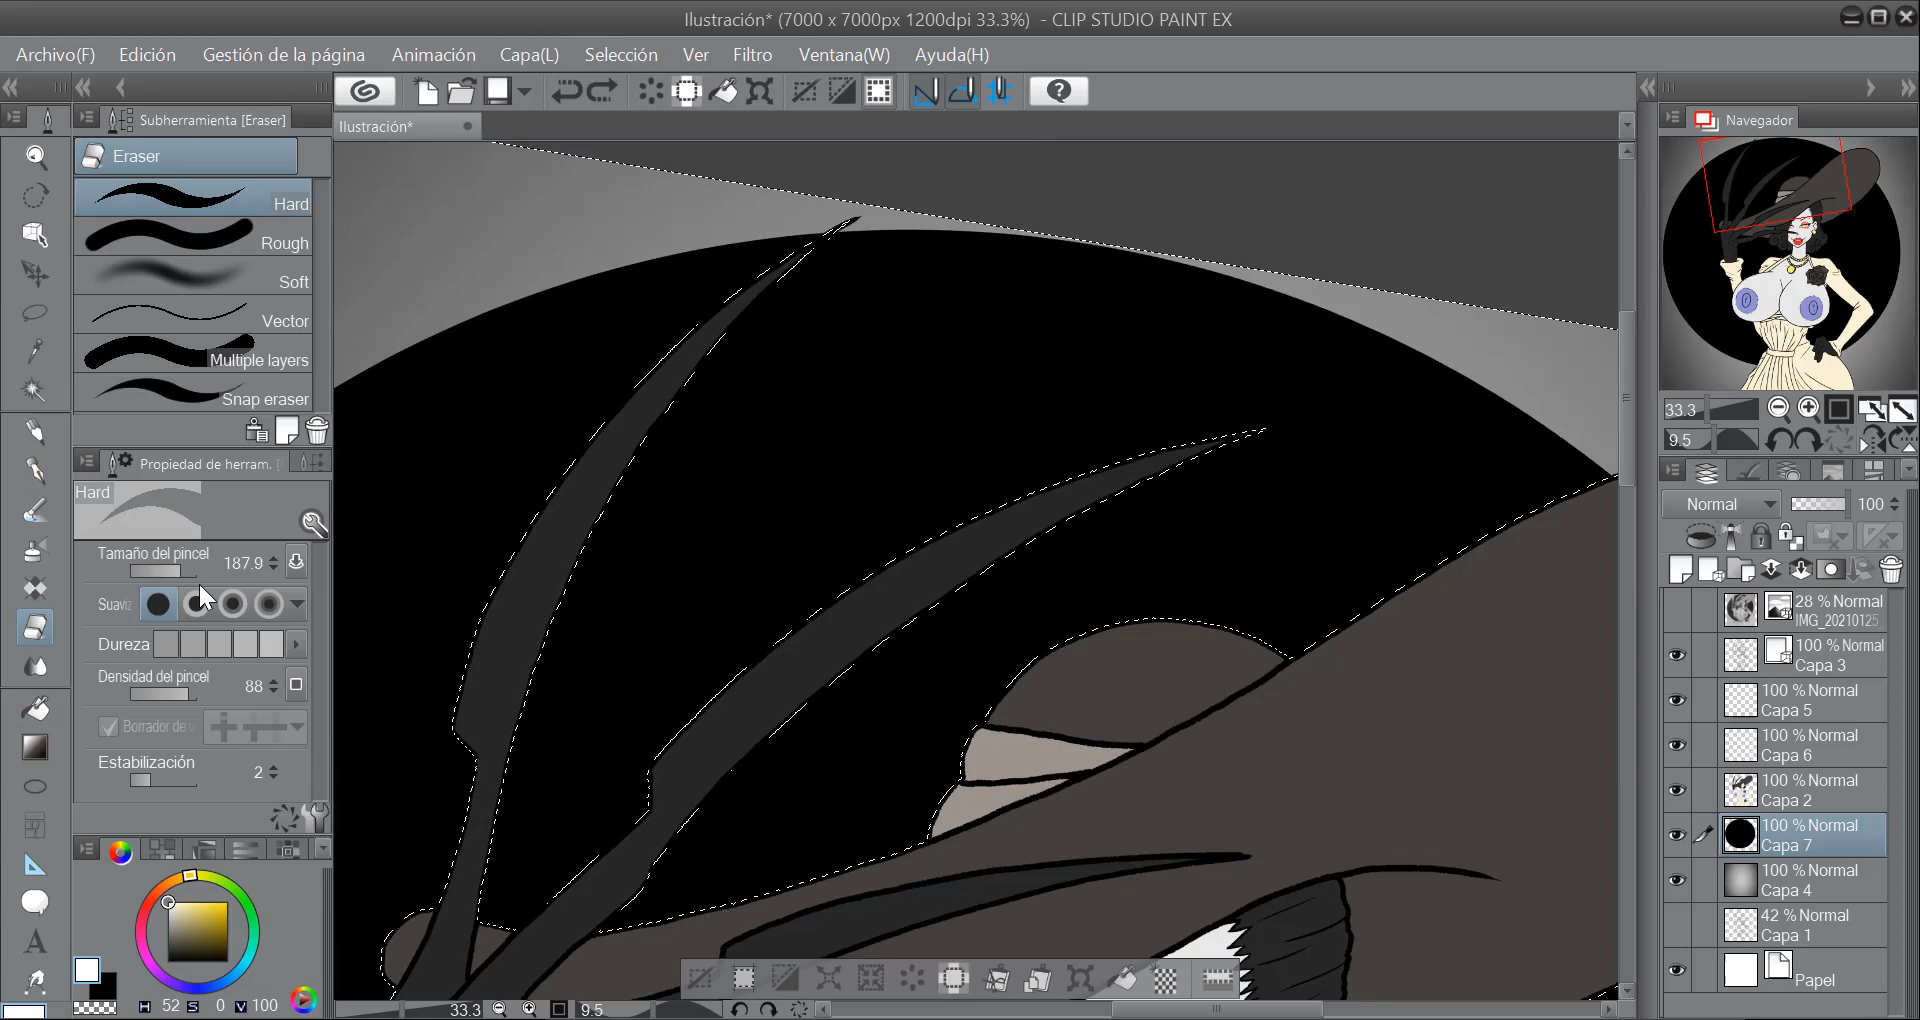 Ilustración* (7000 x 7000px 1200dpi 33.3%)  - CLIP STUDIO PAINT EX
Archivo(F) Edición Gestión de la página Animación Capa(L) Selección Ver Filtro Ventana(W) Ayuda(H)
Subherramienta [Eraser]
Eraser
Hard
Rough
Soft
Vector
Multiple layers
Snap eraser
Propiedad de herram. [
Hard
Tamaño del pincel
187.9
Suaviz
Dureza
Densidad del pincel
88
Borrador de v
Estabilización
2
H 52 S 0 V 100
Ilustración*
33.3
9.5
Navegador
33.3
9.5
Normal 100
28 % Normal
IMG_20210125_
100 % Normal
Capa 3
100 % Normal
Capa 5
100 % Normal
Capa 6
100 % Normal
Capa 2
100 % Normal
Capa 7
100 % Normal
Capa 4
42 % Normal
Capa 1
Papel